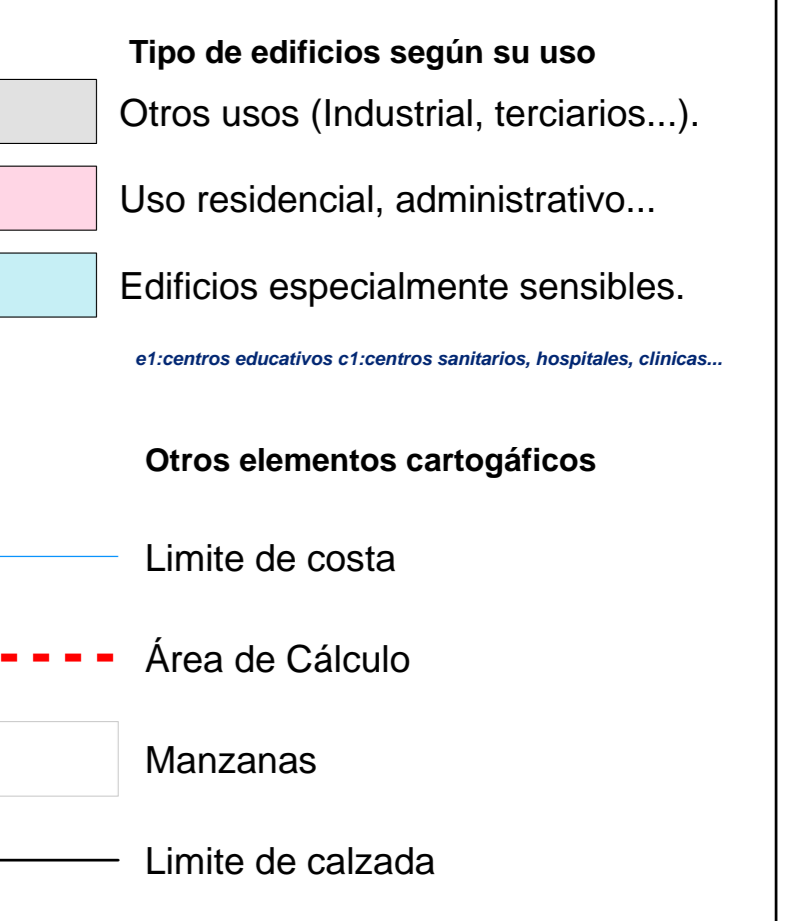 Tipo de edificios según su uso
Otros usos (Industrial, terciarios...).
Uso residencial, administrativo...
Edificios especialmente sensibles.
e1:centros educativos c1:centros sanitarios, hospitales, clinicas...
Otros elementos cartogáficos
Limite de costa
Área de Cálculo
Manzanas
Limite de calzada